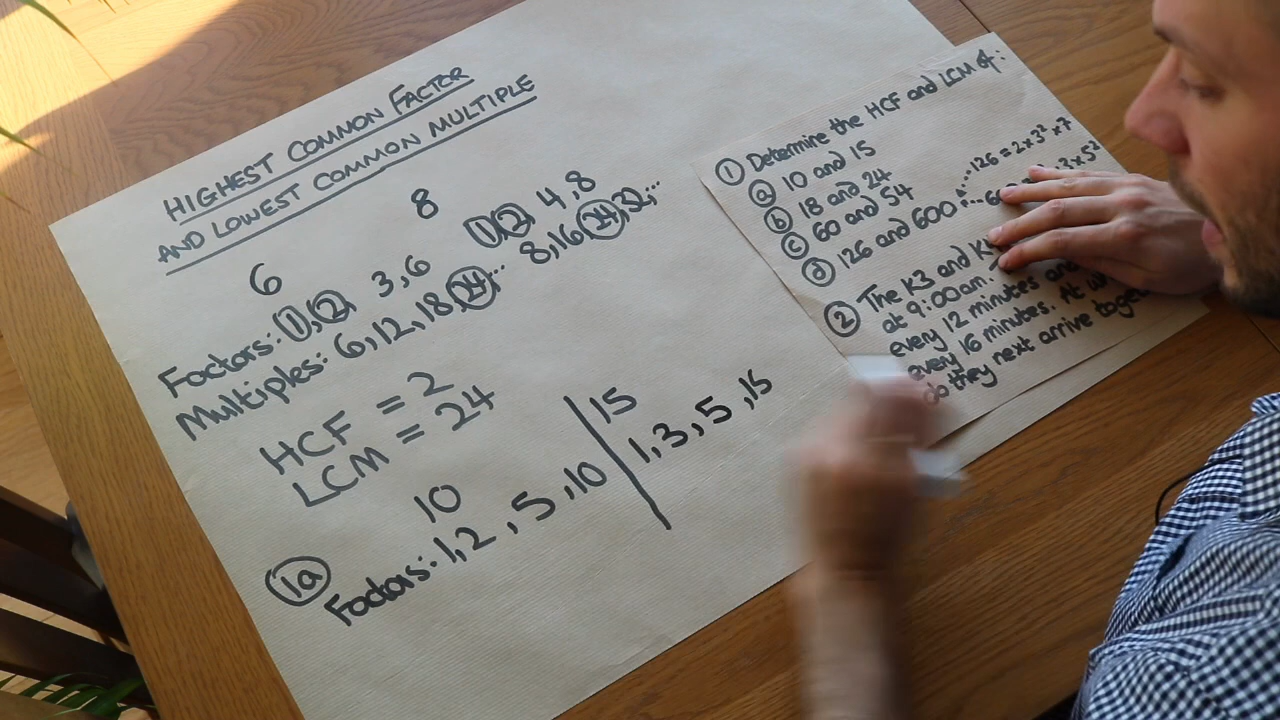 HIGHEST COMMON FACTOR
AND LOWEST COMMON MULTIPLE
6
8
Factors: 1, 2, 3, 6
1, 2, 4, 8
Multiples: 6, 12, 18, 24, ...
8, 16, 24, 32, ...
HCF = 2
LCM = 24
1a
10
15
Factors: 1, 2, 5, 10
1, 3, 5, 15
1 Determine the HCF and LCM of:
a 10 and 15
b 18 and 24
c 60 and 54
d 126 and 600
126 = 2 x 3² x 7
x 3 x 5²
2 The K3 and
at 9:00am.
every 12 minutes and
every 16 minutes. At
do they next arrive